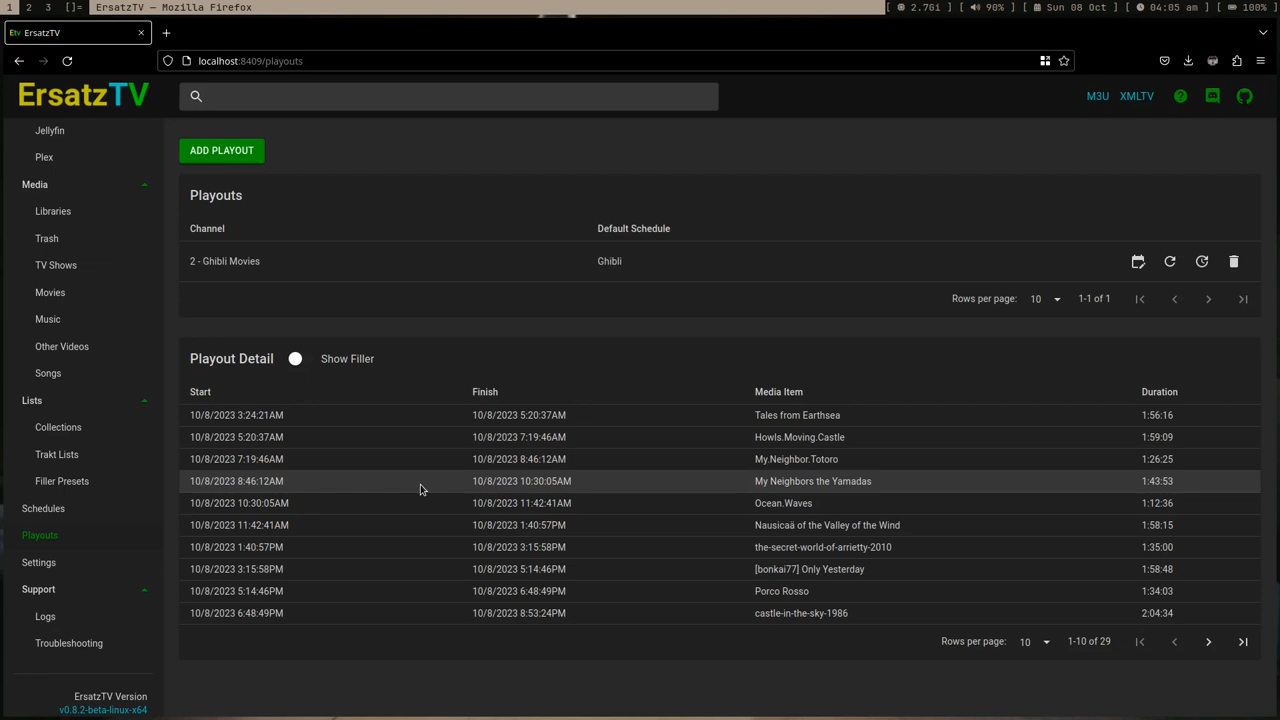 1 2 3 []= ErsatzTV — Mozilla Firefox [ 2.7Gi ] [ 90% ] [ Sun 08 Oct ] [ 04:05 am ] [ 100% ]
Etv ErsatzTV
localhost:8409/playouts
ErsatzTV M3U XMLTV
Jellyfin
Plex
Media
Libraries
Trash
TV Shows
Movies
Music
Other Videos
Songs
Lists
Collections
Trakt Lists
Filler Presets
Schedules
Playouts
Settings
Support
Logs
Troubleshooting
ErsatzTV Version
v0.8.2-beta-linux-x64
ADD PLAYOUT
Playouts
Channel Default Schedule
2 - Ghibli Movies Ghibli
Rows per page: 10 1-1 of 1
Playout Detail Show Filler
Start Finish Media Item Duration
10/8/2023 3:24:21AM 10/8/2023 5:20:37AM Tales from Earthsea 1:56:16
10/8/2023 5:20:37AM 10/8/2023 7:19:46AM Howls.Moving.Castle 1:59:09
10/8/2023 7:19:46AM 10/8/2023 8:46:12AM My.Neighbor.Totoro 1:26:25
10/8/2023 8:46:12AM 10/8/2023 10:30:05AM My Neighbors the Yamadas 1:43:53
10/8/2023 10:30:05AM 10/8/2023 11:42:41AM Ocean.Waves 1:12:36
10/8/2023 11:42:41AM 10/8/2023 1:40:57PM Nausicaä of the Valley of the Wind 1:58:15
10/8/2023 1:40:57PM 10/8/2023 3:15:58PM the-secret-world-of-arrietty-2010 1:35:00
10/8/2023 3:15:58PM 10/8/2023 5:14:46PM [bonkai77] Only Yesterday 1:58:48
10/8/2023 5:14:46PM 10/8/2023 6:48:49PM Porco Rosso 1:34:03
10/8/2023 6:48:49PM 10/8/2023 8:53:24PM castle-in-the-sky-1986 2:04:34
Rows per page: 10 1-10 of 29